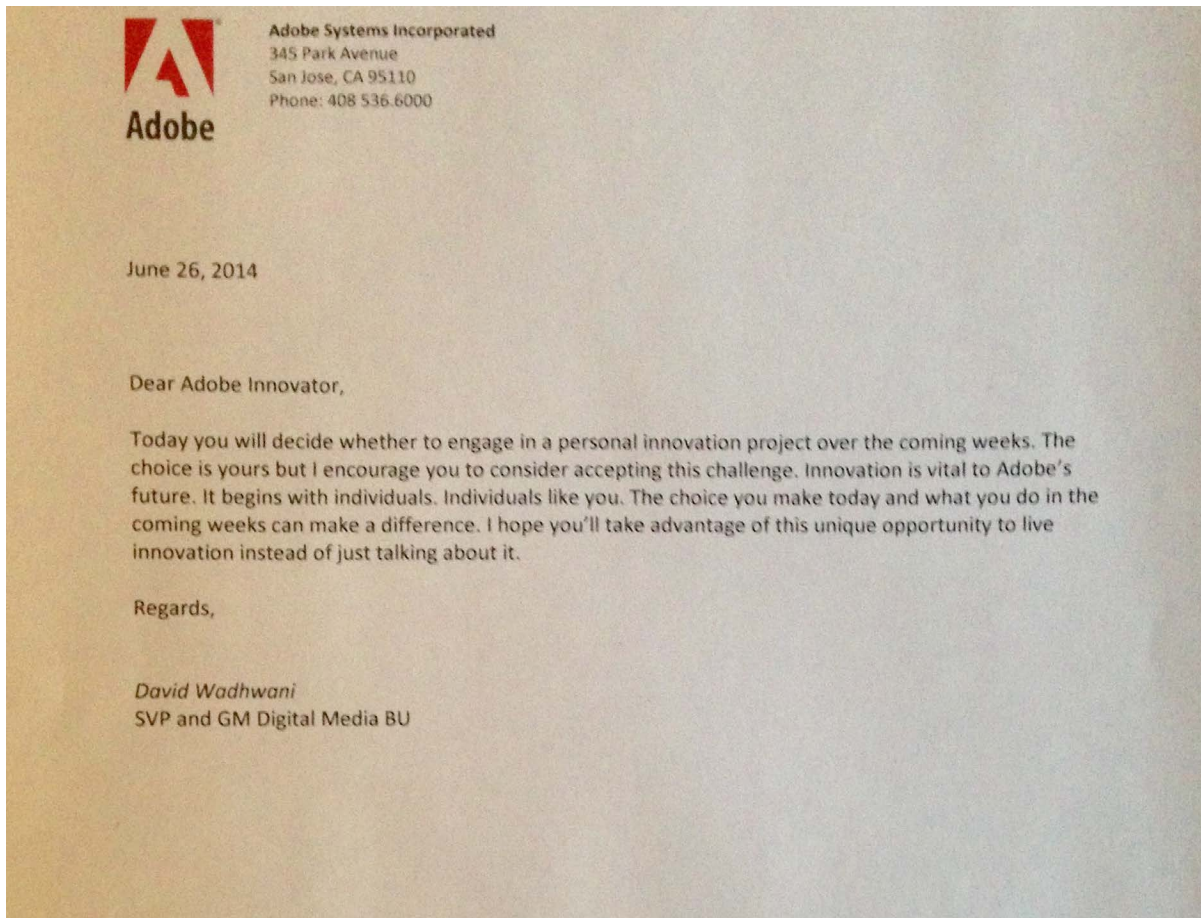 Adobe
Adobe Systems Incorporated
345 Park Avenue
San Jose, CA 95110
Phone: 408 536.6000
June 26, 2014
Dear Adobe Innovator,
Today you will decide whether to engage in a personal innovation project over the coming weeks. The
choice is yours but I encourage you to consider accepting this challenge. Innovation is vital to Adobe's
future. It begins with individuals. Individuals like you. The choice you make today and what you do in the
coming weeks can make a difference. I hope you'll take advantage of this unique opportunity to live
innovation instead of just talking about it.
Regards,
David Wadhwani
SVP and GM Digital Media BU